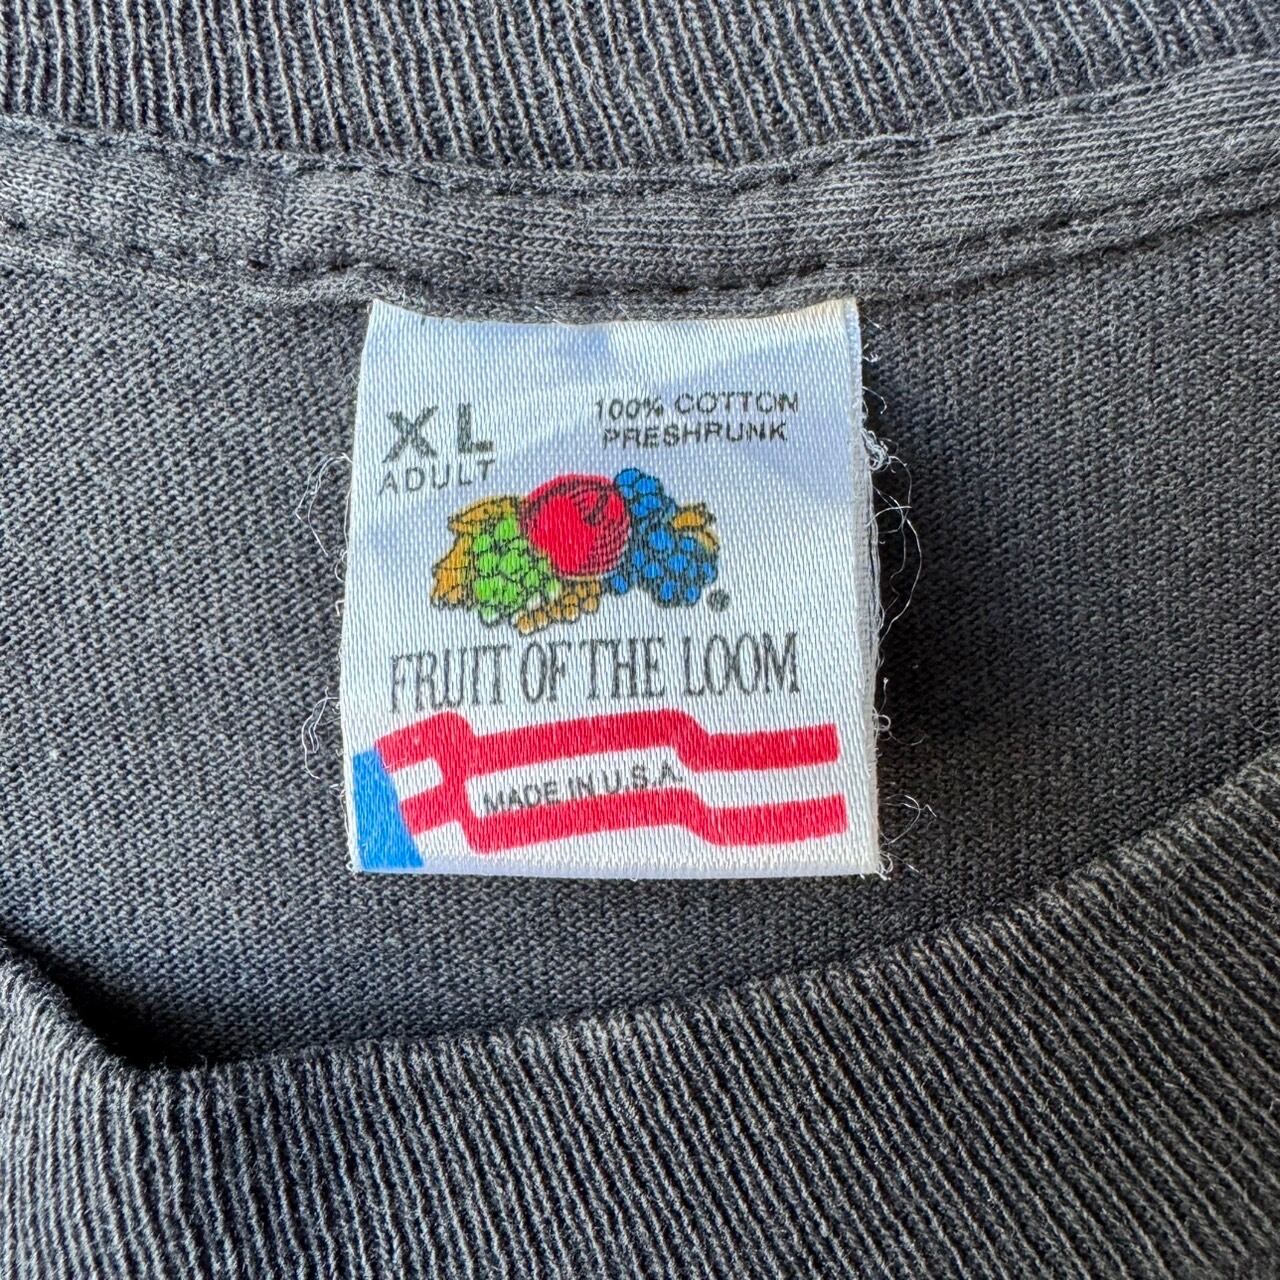 XL
ADULT
100% COTTON
PRESHRUNK
®
FRUIT OF THE LOOM
MADE IN U.S.A.